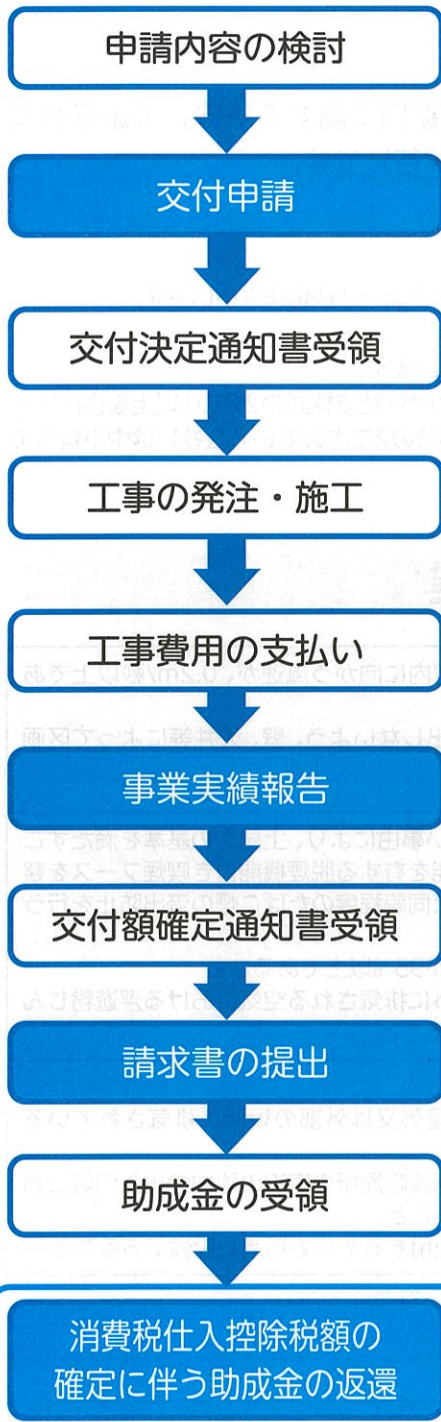 申請内容の検討
交付申請
交付決定通知書受領
工事の発注・施工
工事費用の支払い
事業実績報告
交付額確定通知書受領
請求書の提出
助成金の受領
消費税仕入控除税額の
確定に伴う助成金の返還